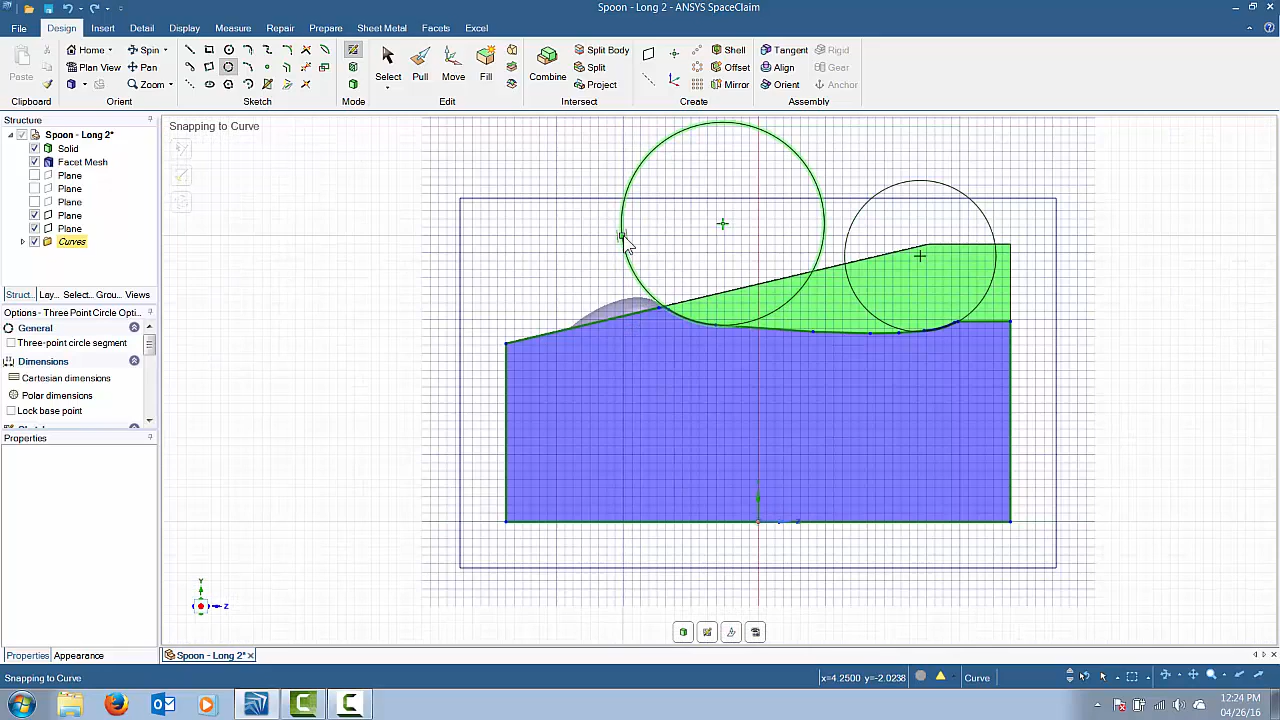 Spoon - Long 2 - ANSYS SpaceClaim
File Insert Detail Display Measure Repair Prepare Sheet Metal Facets Excel
Design
Home Spin
Plan View Pan
Zoom
Paste
Select Pull Move Fill
Combine
Split Body
Split
Project
Shell
Offset
Mirror
Tangent Rigid
Align Gear
Orient Anchor
Clipboard Orient Sketch Mode Edit Intersect Create Assembly
Structure
Spoon - Long 2*
Solid
Facet Mesh
Plane
Plane
Plane
Plane
Plane
Curves
Struct... Lay... Select... Grou... Views
Options - Three Point Circle Options
General
Three-point circle segment
Dimensions
Cartesian dimensions
Polar dimensions
Lock base point
Properties
Snapping to Curve
Y
Z
Z
Properties Appearance
Spoon - Long 2*
Snapping to Curve
x=4.2500 y=-2.0238
Curve
12:24 PM
04/26/16